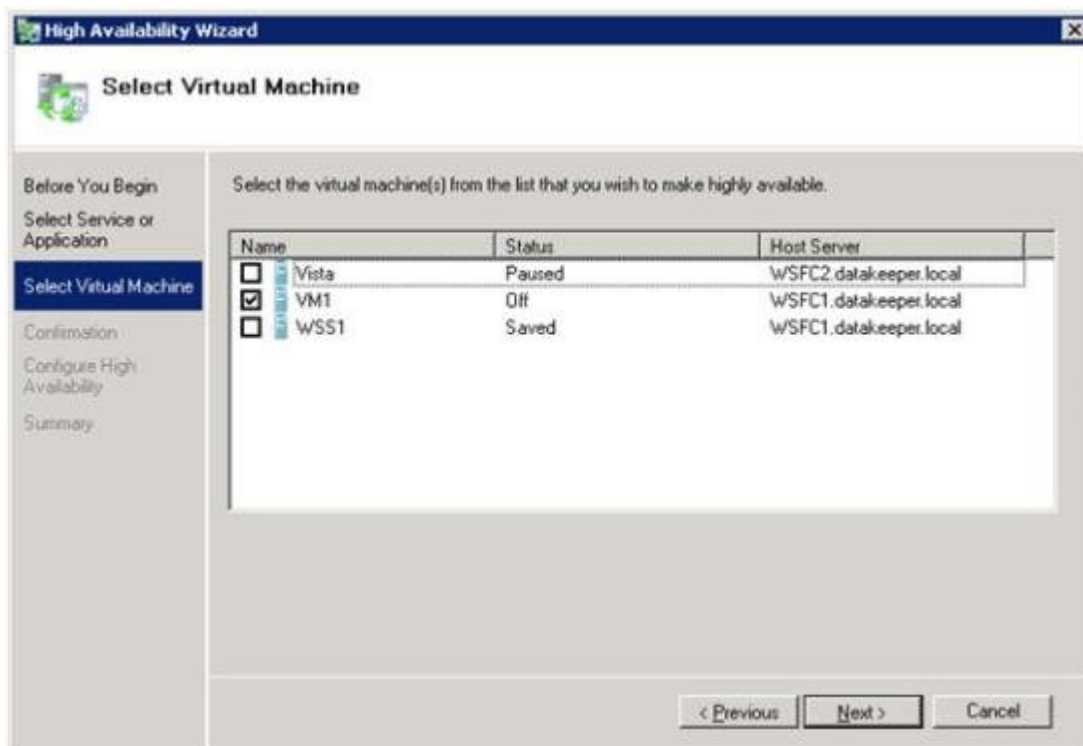 High Availability Wizard
Select Virtual Machine
Before You Begin
Select Service or
Application
Select Virtual Machine
Confirmation
Configure High
Availability
Summary
Select the virtual machine(s) from the list that you wish to make highly available.
Name Status Host Server
Vista Paused WSFC2.datakeeper.local
VM1 Off WSFC1.datakeeper.local
WSS1 Saved WSFC1.datakeeper.local
< Previous Next > Cancel